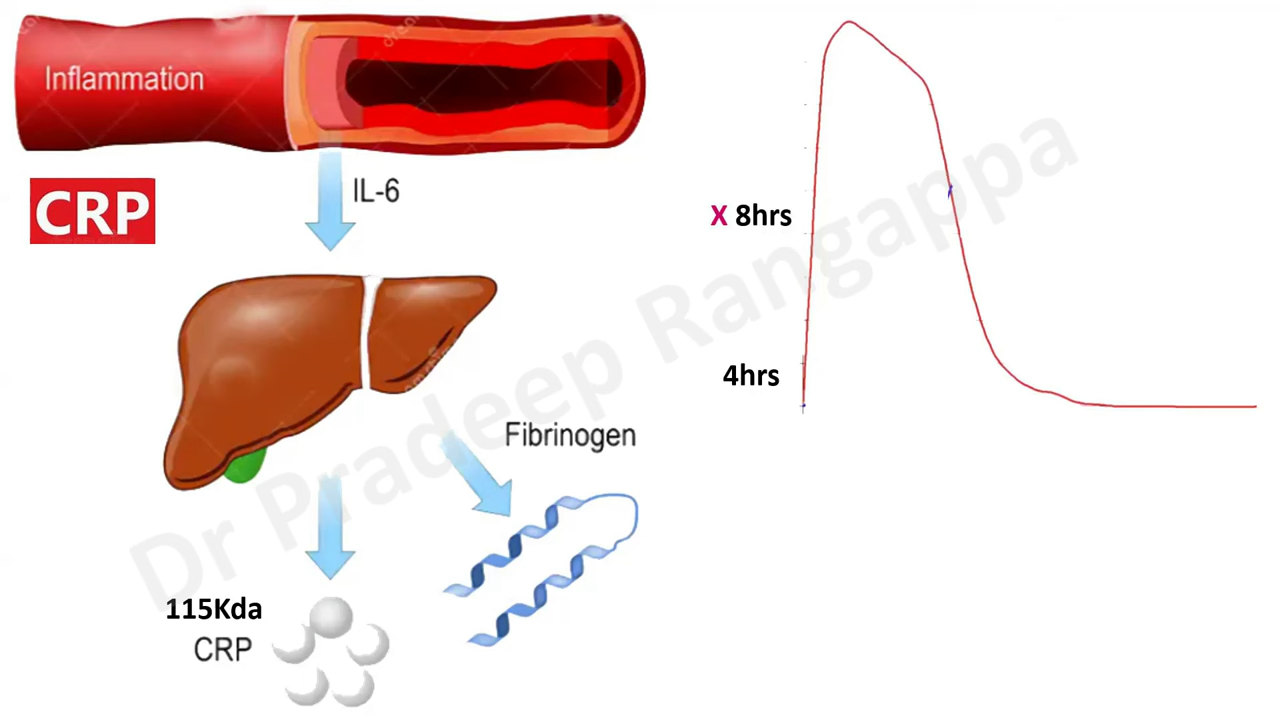 Inflammation
CRP
IL-6
X 8hrs
4hrs
Fibrinogen
115Kda
CRP
Dr Pradeep Rangappa